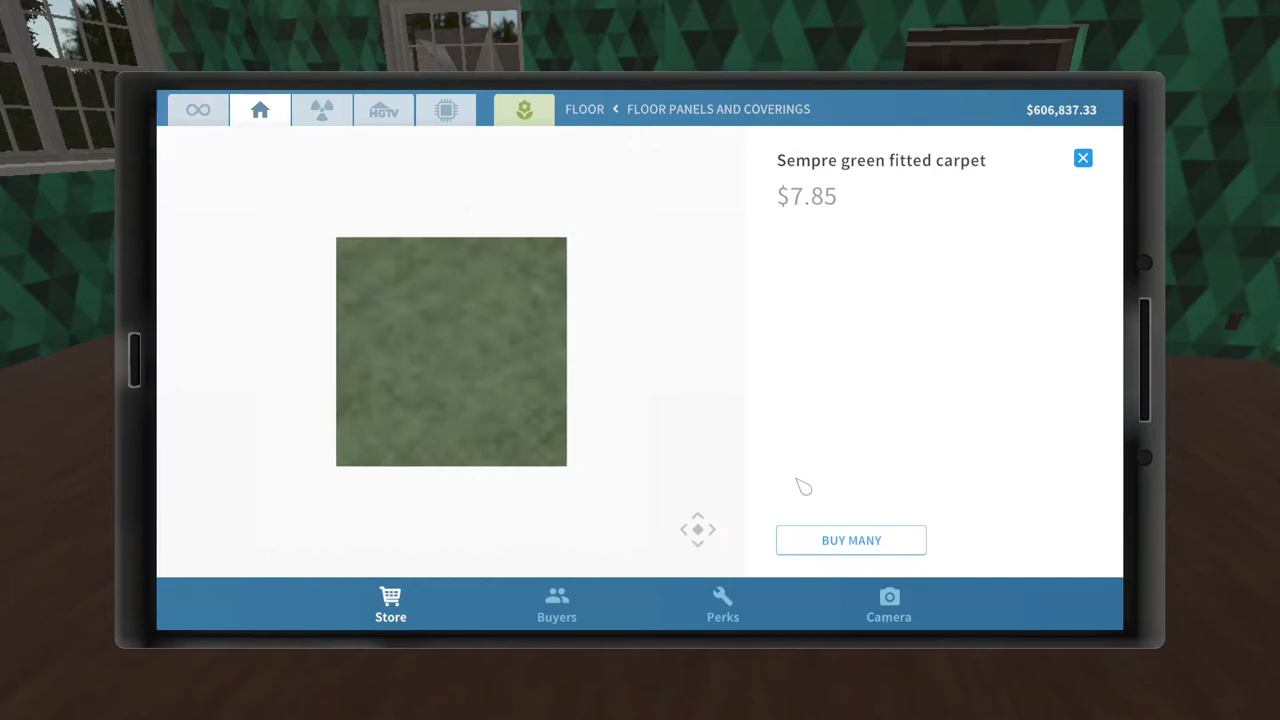 HGTV
FLOOR < FLOOR PANELS AND COVERINGS
$606,837.33
Sempre green fitted carpet
$7.85
BUY MANY
Store
Buyers
Perks
Camera